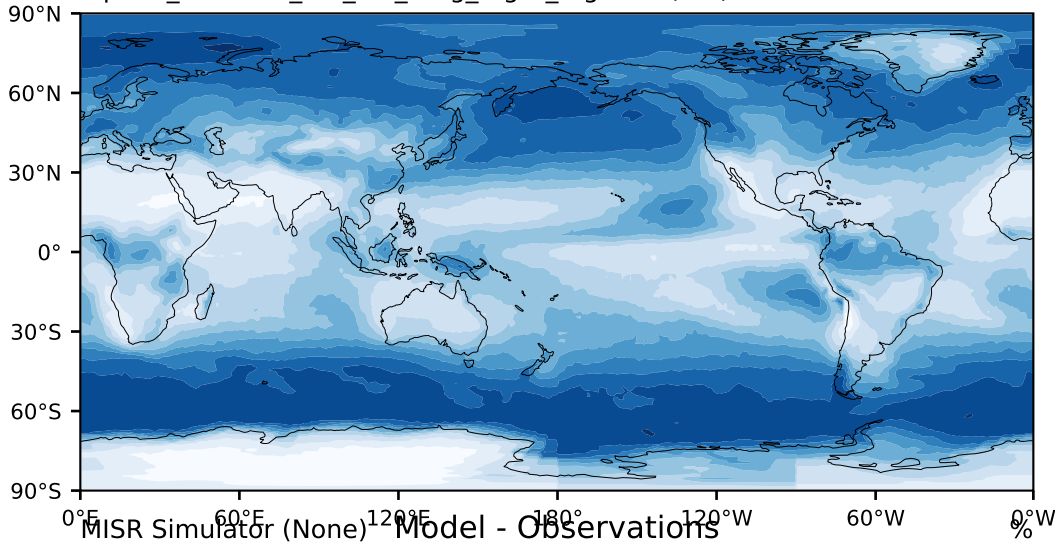 90°N
60°N
30°N
0°
30°S
60°S
90°S
0°E 60°E 120°E 180°W 120°W 60°W 0°W
MISR Simulator (None) Model - Observations %